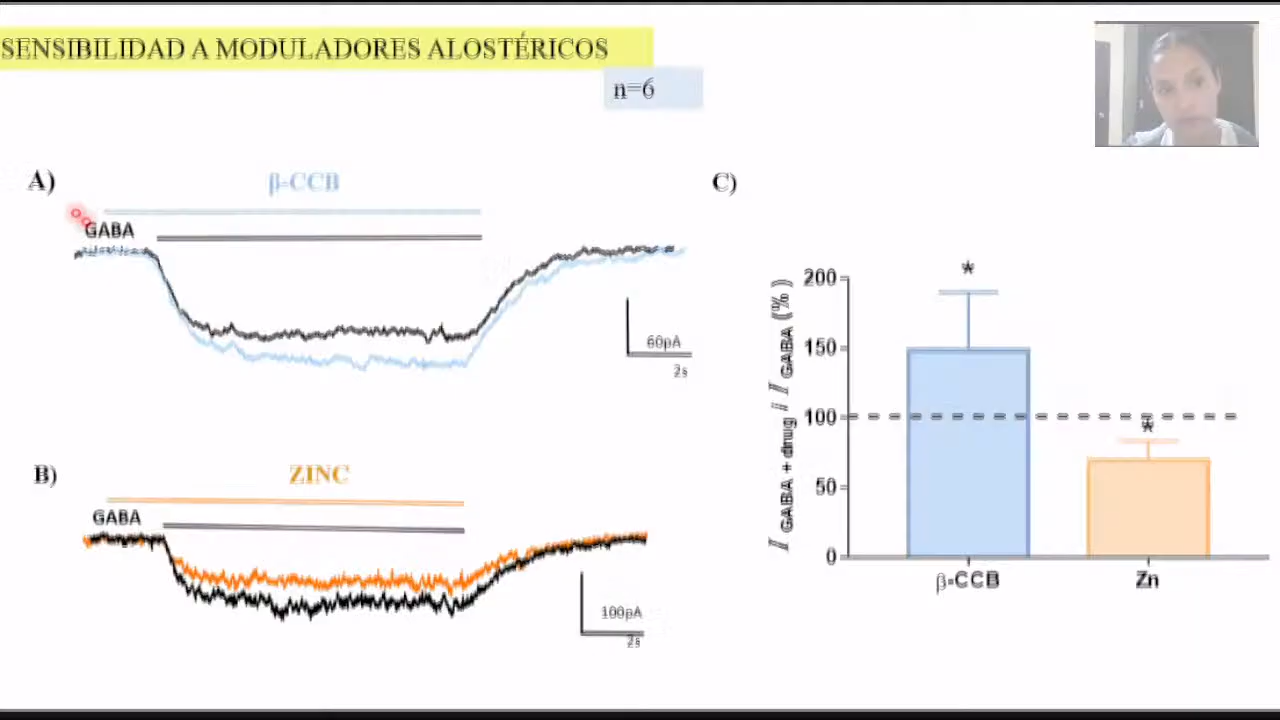 SENSIBILIDAD A MODULADORES ALOSTÉRICOS
n=6
A)
β-CCB
GABA
60pA
2s
B)
ZINC
GABA
100pA
2s
C)
*
*
I GABA + drug / I GABA (%)
200
150
100
50
0
β-CCB
Zn